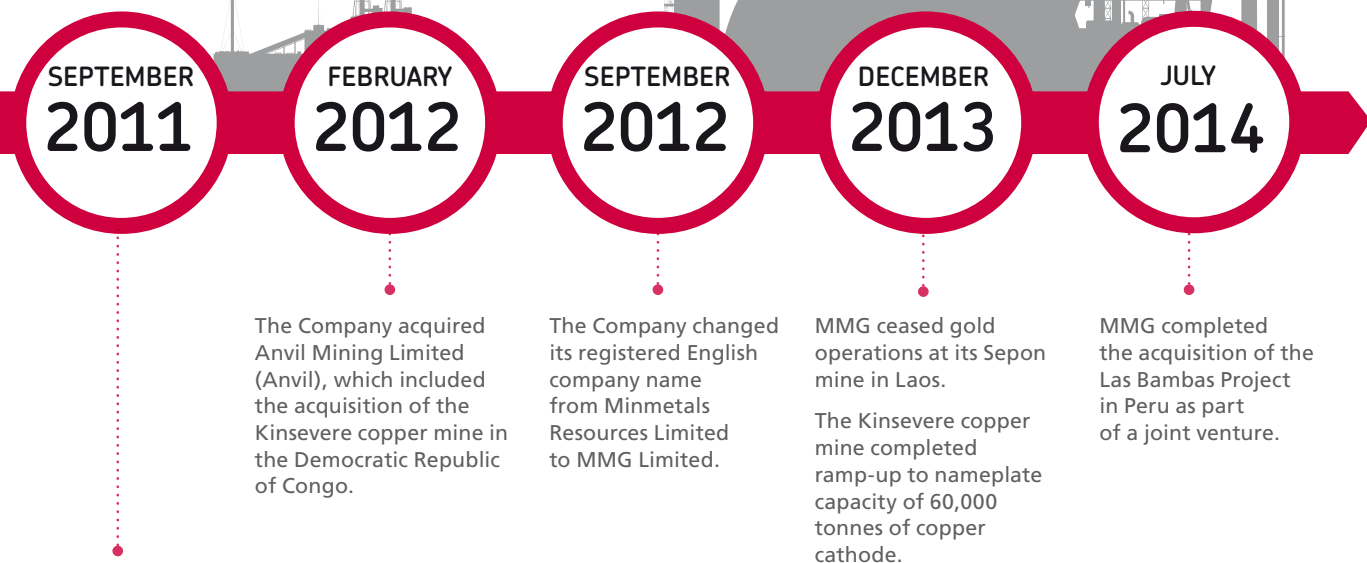 SEPTEMBER
2011
FEBRUARY
2012
SEPTEMBER
2012
DECEMBER
2013
JULY
2014
The Company acquired
Anvil Mining Limited
(Anvil), which included
the acquisition of the
Kinsevere copper mine in
the Democratic Republic
of Congo.
The Company changed
its registered English
company name
from Minmetals
Resources Limited
to MMG Limited.
MMG ceased gold
operations at its Sepon
mine in Laos.
The Kinsevere copper
mine completed
ramp-up to nameplate
capacity of 60,000
tonnes of copper
cathode.
MMG completed
the acquisition of the
Las Bambas Project
in Peru as part
of a joint venture.